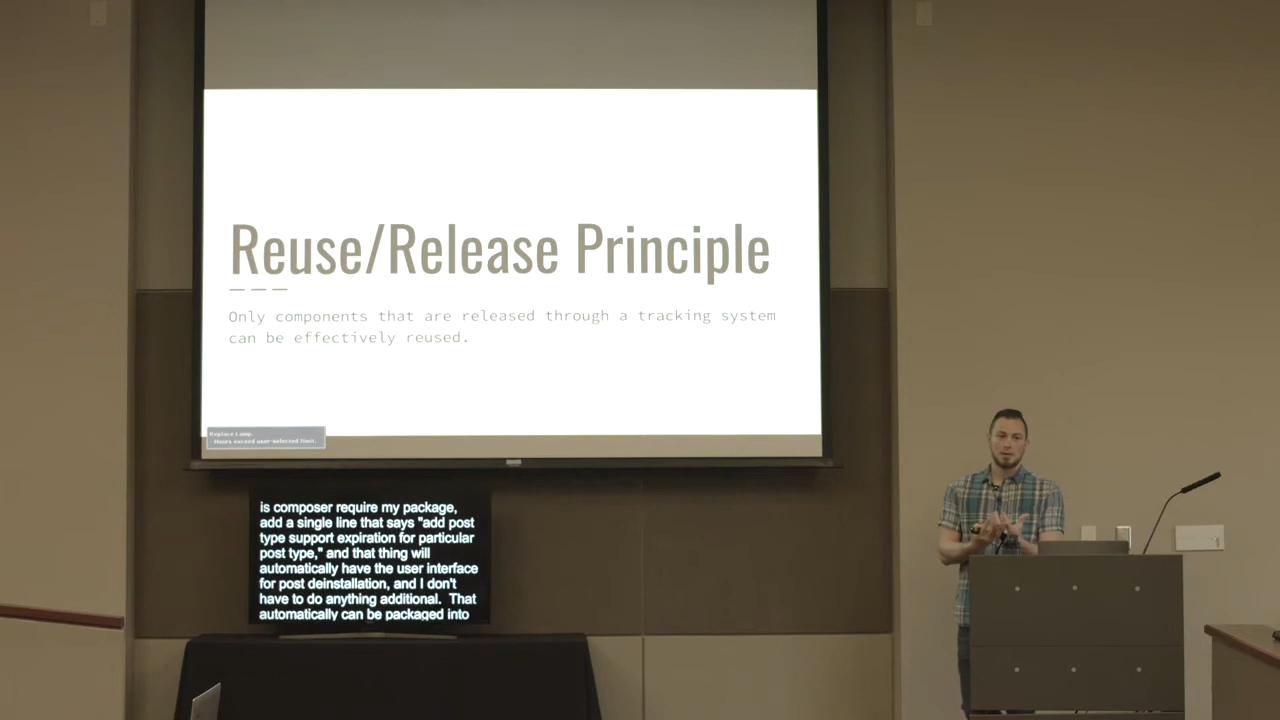 Reuse/Release Principle
Only components that are released through a tracking system
can be effectively reused.
Replace Lamp.
- Hours exceed user-selected limit.
is composer require my package,
add a single line that says "add post
type support expiration for particular
post type," and that thing will
automatically have the user interface
for post deinstallation, and I don't
have to do anything additional.  That
automatically can be packaged into